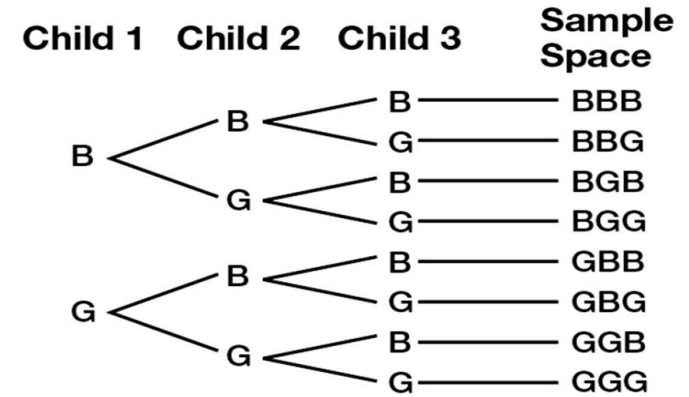 Child 1 Child 2 Child 3 Sample Space
B B B BBB
G BBG
G B BGB
G BGG
G B B GBB
G GBG
G B GGB
G GGG